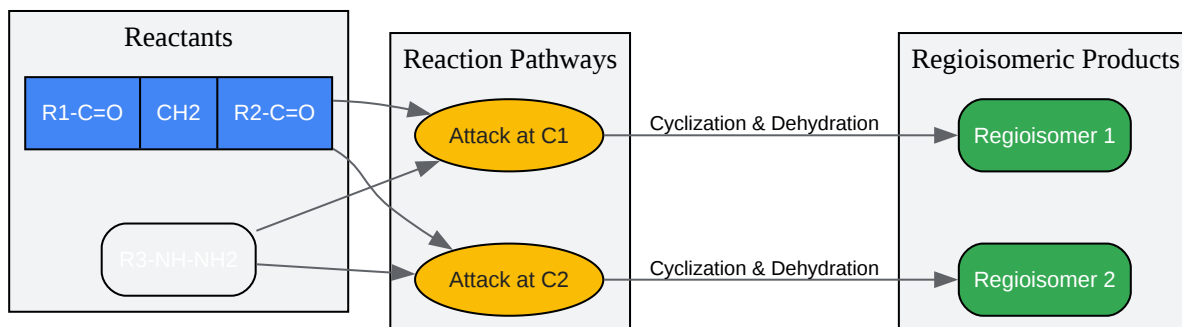 Reactants
R1-C=O CH2 R2-C=O
R3-NH-NH2
Reaction Pathways
Attack at C1
Attack at C2
Cyclization & Dehydration
Cyclization & Dehydration
Regioisomeric Products
Regioisomer 1
Regioisomer 2